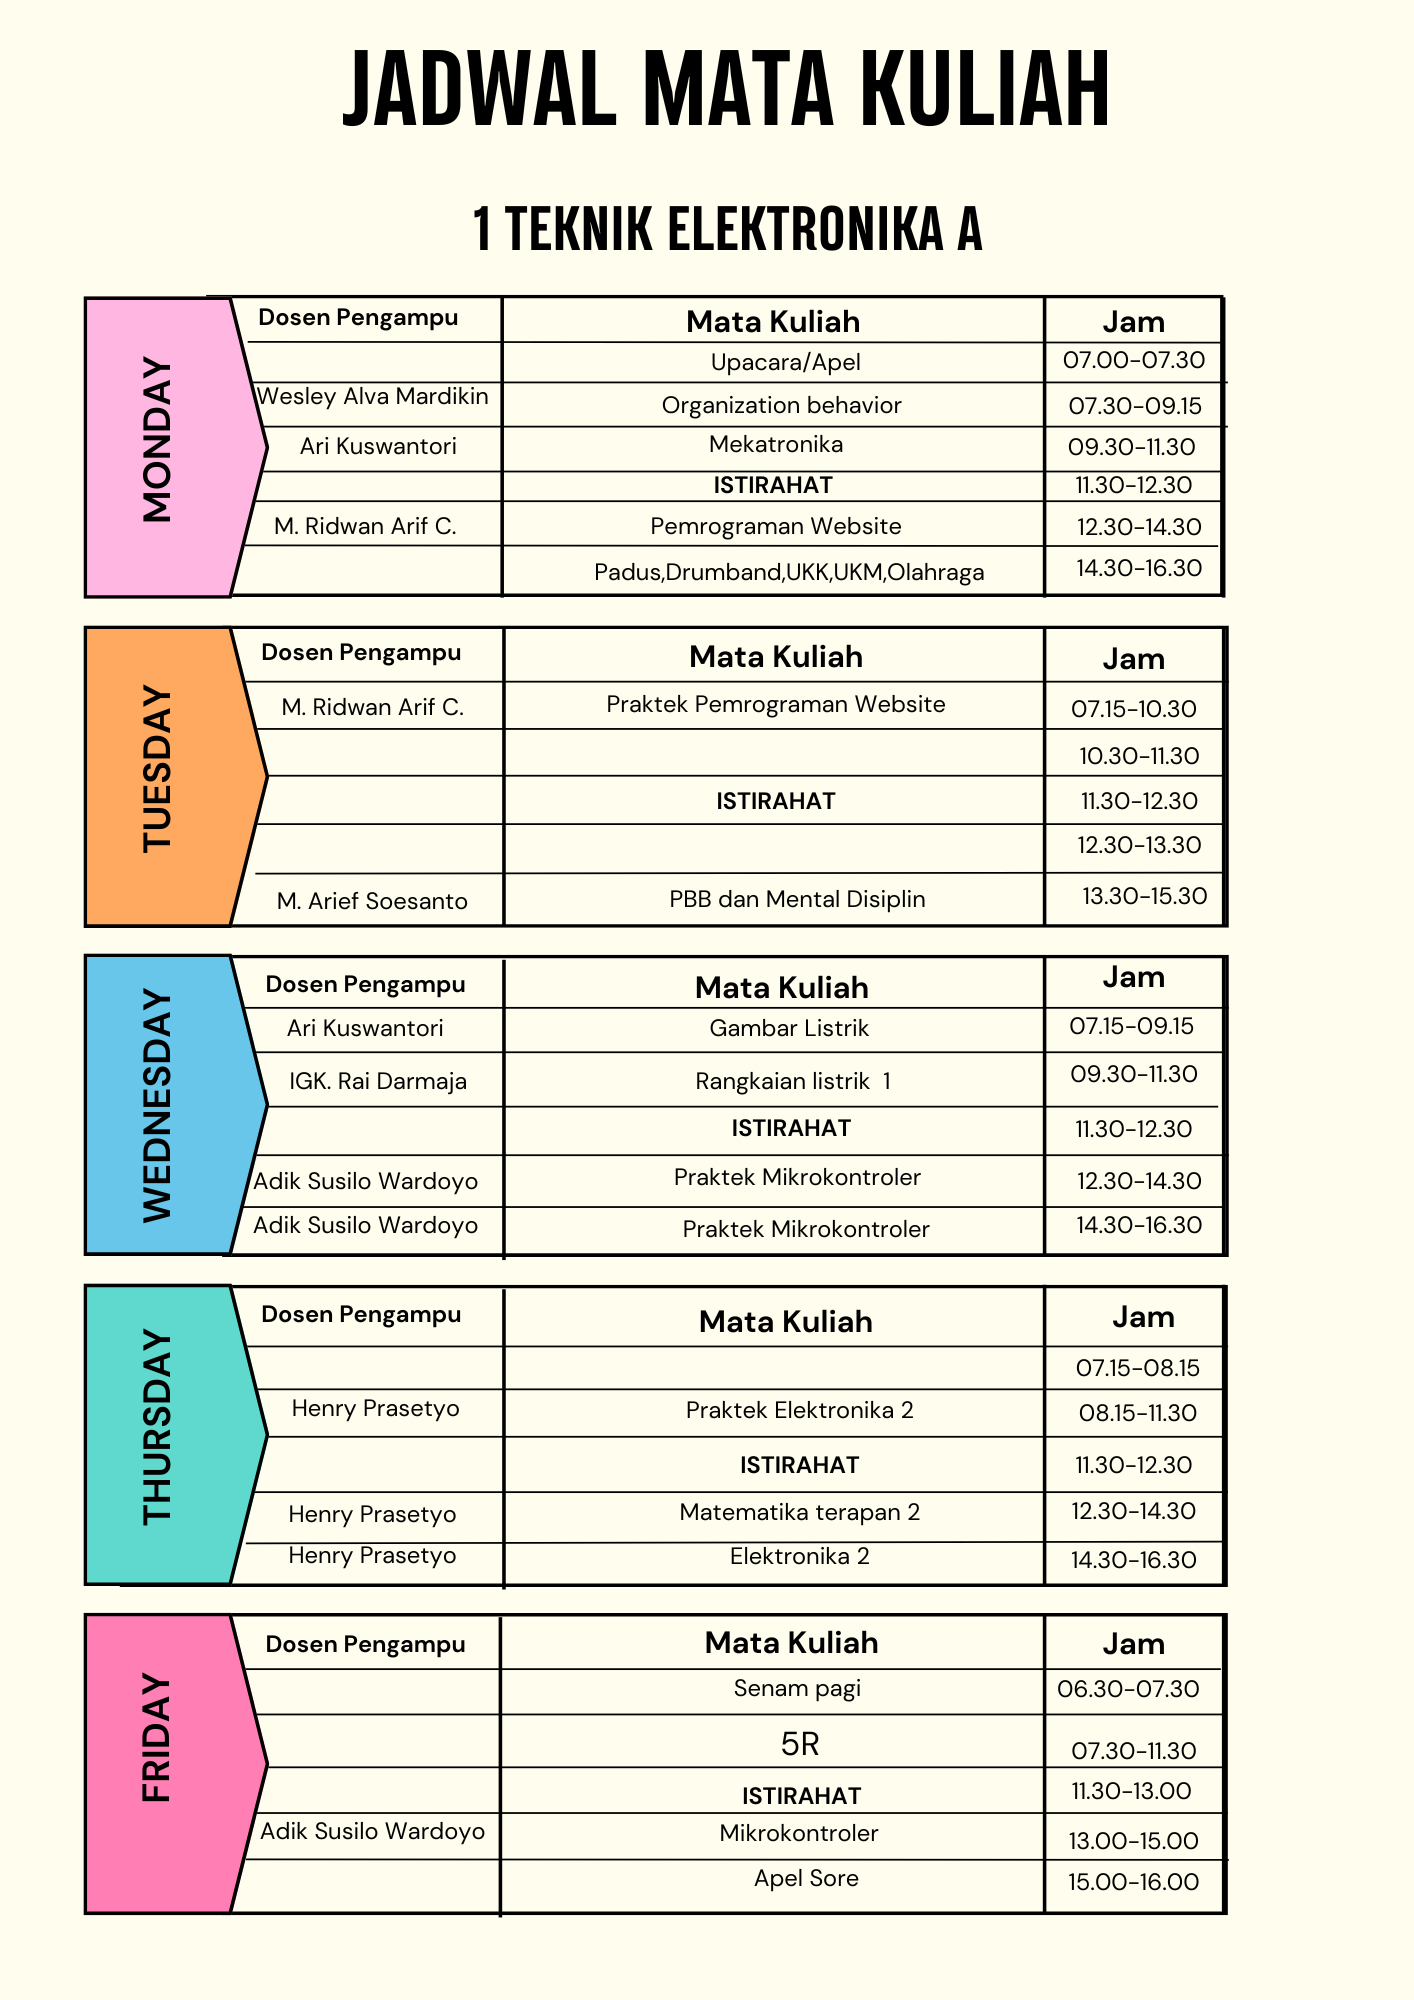 JADWAL MATA KULIAH
1 TEKNIK ELEKTRONIKA A
MONDAY
Dosen Pengampu Mata Kuliah Jam
Upacara/Apel 07.00-07.30
Wesley Alva Mardikin Organization behavior 07.30-09.15
Ari Kuswantori Mekatronika 09.30-11.30
ISTIRAHAT 11.30-12.30
M. Ridwan Arif C. Pemrograman Website 12.30-14.30
Padus,Drumband,UKK,UKM,Olahraga 14.30-16.30
TUESDAY
Dosen Pengampu Mata Kuliah Jam
M. Ridwan Arif C. Praktek Pemrograman Website 07.15-10.30
10.30-11.30
ISTIRAHAT 11.30-12.30
12.30-13.30
M. Arief Soesanto PBB dan Mental Disiplin 13.30-15.30
WEDNESDAY
Dosen Pengampu Mata Kuliah Jam
Ari Kuswantori Gambar Listrik 07.15-09.15
IGK. Rai Darmaja Rangkaian listrik 1 09.30-11.30
ISTIRAHAT 11.30-12.30
Adik Susilo Wardoyo Praktek Mikrokontroler 12.30-14.30
Adik Susilo Wardoyo Praktek Mikrokontroler 14.30-16.30
THURSDAY
Dosen Pengampu Mata Kuliah Jam
07.15-08.15
Henry Prasetyo Praktek Elektronika 2 08.15-11.30
ISTIRAHAT 11.30-12.30
Henry Prasetyo Matematika terapan 2 12.30-14.30
Henry Prasetyo Elektronika 2 14.30-16.30
FRIDAY
Dosen Pengampu Mata Kuliah Jam
Senam pagi 06.30-07.30
5R 07.30-11.30
ISTIRAHAT 11.30-13.00
Adik Susilo Wardoyo Mikrokontroler 13.00-15.00
Apel Sore 15.00-16.00